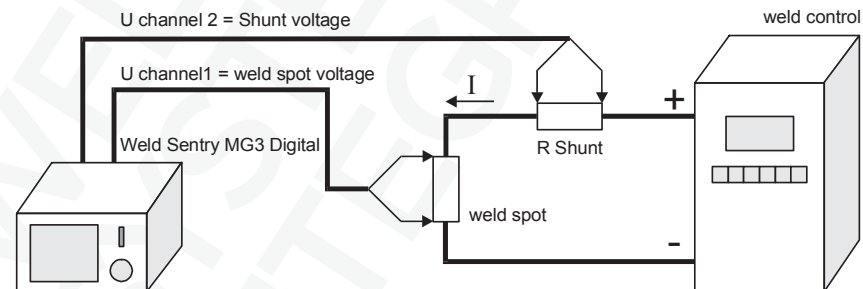 weld control
U channel 2 = Shunt voltage
U channel1 = weld spot voltage
I
+
Weld Sentry MG3 Digital
R Shunt
weld spot
-